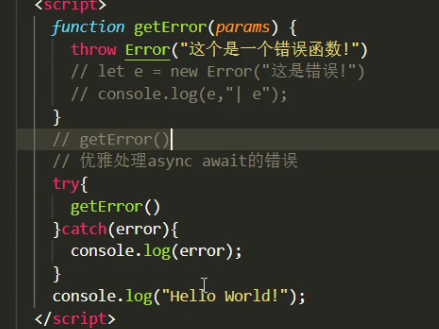 <script>
function getError(params) {
throw Error("这个是一个错误函数!")
// let e = new Error("这是错误!")
// console.log(e,"| e");
}
// getError()
// 优雅处理async await的错误
try{
getError()
}catch(error){
console.log(error);
}
console.log("Hello World!");
</script>